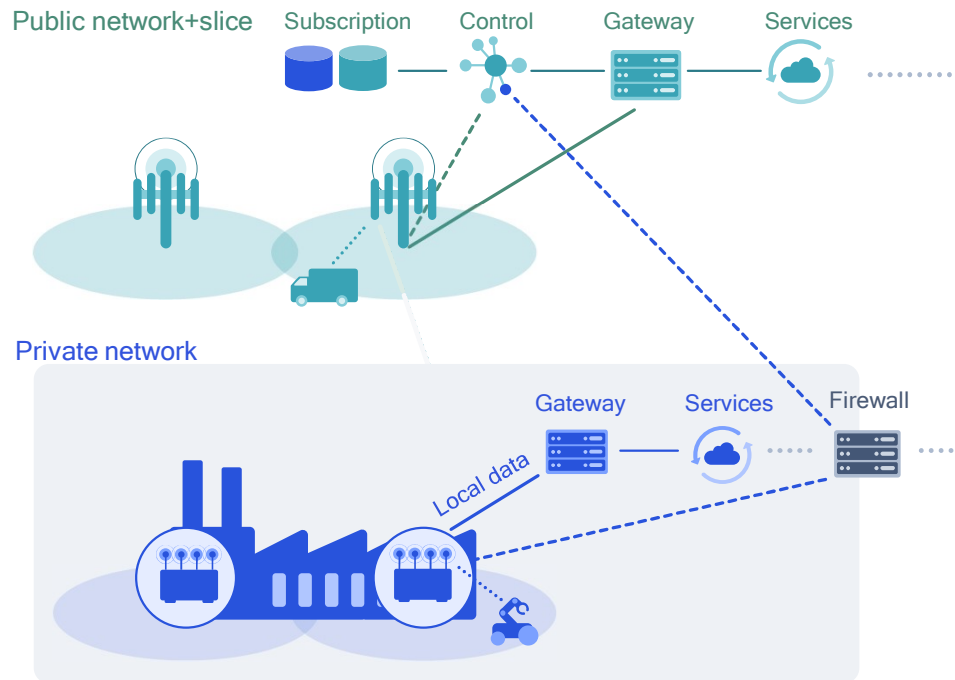 Public network+slice
Subscription
Control
Gateway
Services
Private network
Gateway
Services
Firewall
Local data